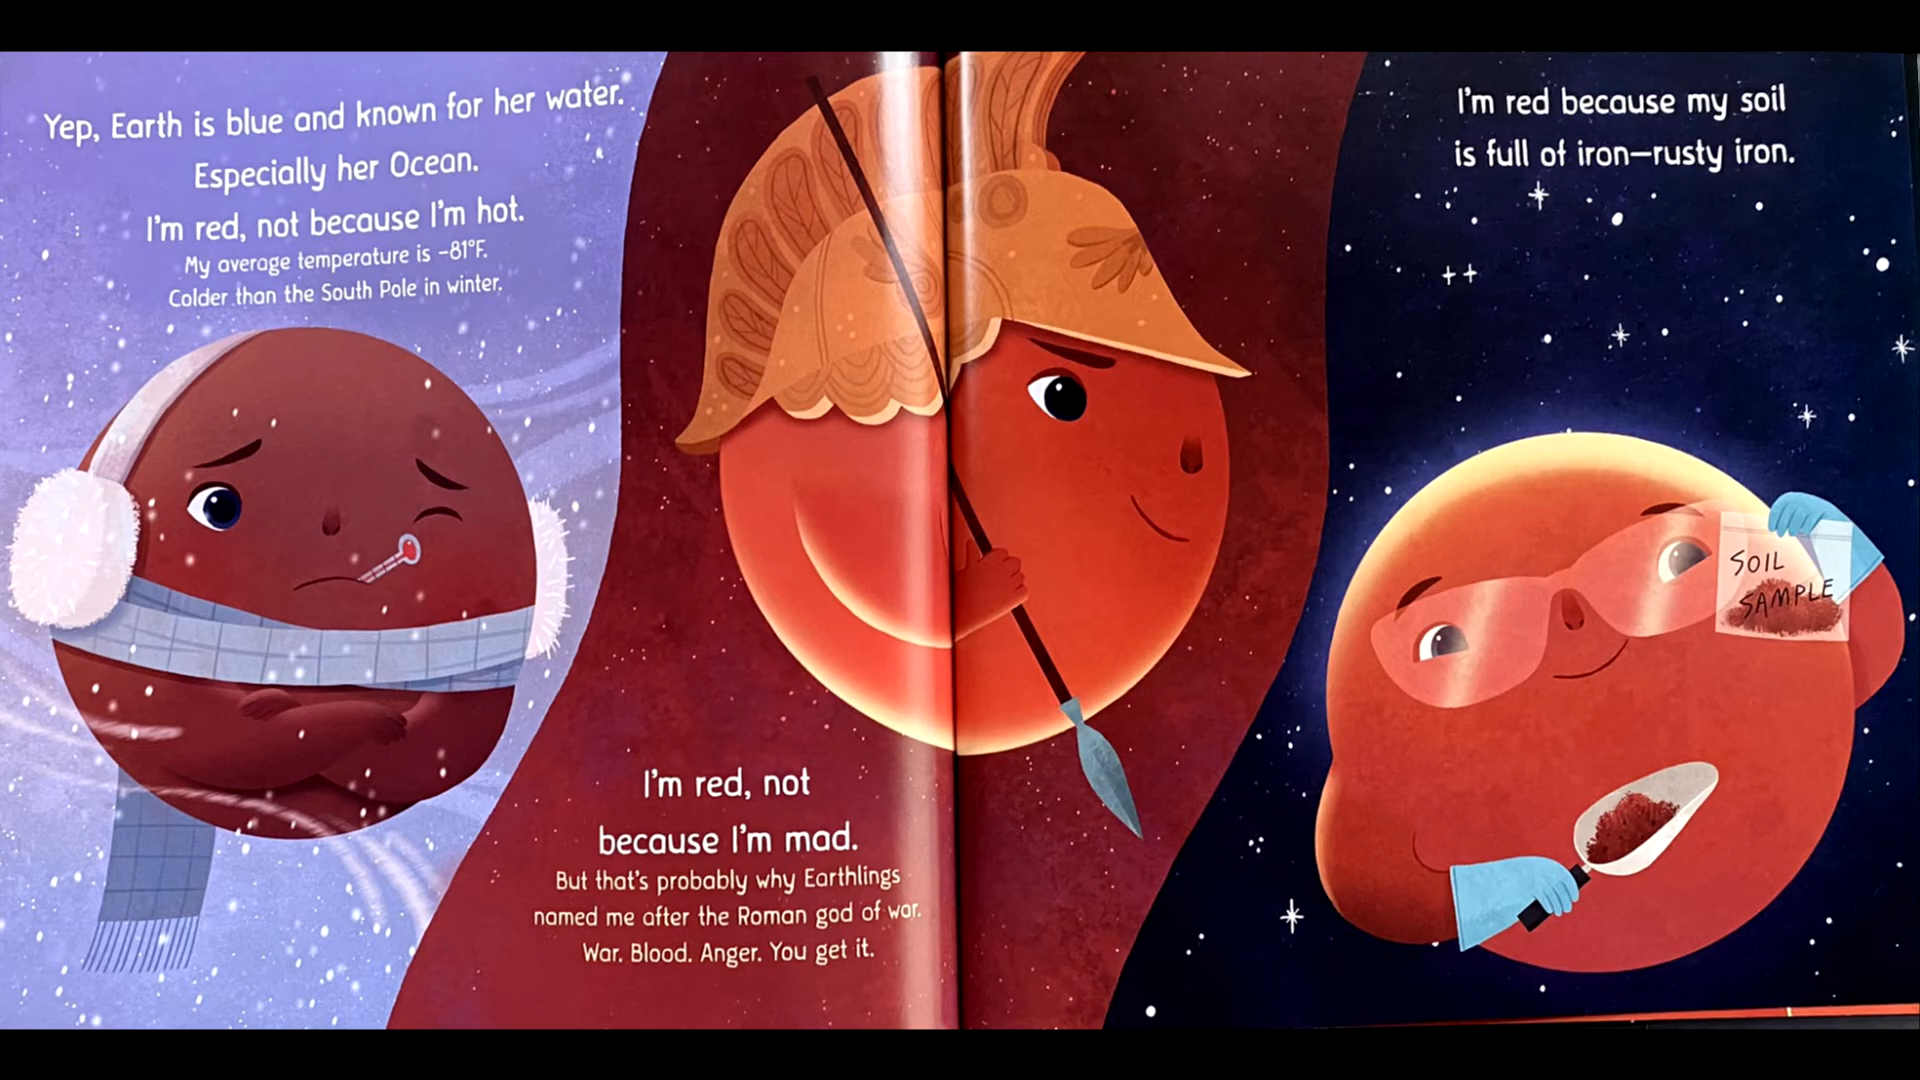 Yep, Earth is blue and known for her water.
Especially her Ocean.
I'm red, not because I'm hot.
My average temperature is -81°F.
Colder than the South Pole in winter.
I'm red, not
because I'm mad.
But that's probably why Earthlings
named me after the Roman god of war.
War. Blood. Anger. You get it.
I'm red because my soil
is full of iron—rusty iron.
SOIL
SAMPLE